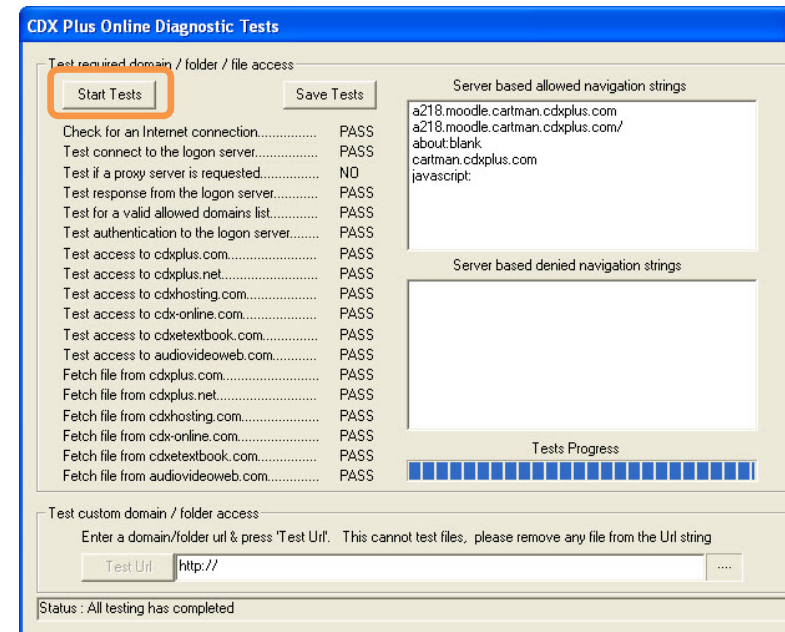 CDX Plus Online Diagnostic Tests
Test required domain / folder / file access
Start Tests
Save Tests
Check for an Internet connection............... PASS
Test connect to the logon server............... PASS
Test if a proxy server is requested............... NO
Test response from the logon server........... PASS
Test for a valid allowed domains list............ PASS
Test authentication to the logon server........ PASS
Test access to cdxplus.com..................... PASS
Test access to cdxplus.net....................... PASS
Test access to cdxhosting.com................. PASS
Test access to cdx-online.com.................. PASS
Test access to cdxetextbook.com............. PASS
Test access to audiovideoweb.com........... PASS
Fetch file from cdxplus.com........................ PASS
Fetch file from cdxplus.net......................... PASS
Fetch file from cdxhosting.com................... PASS
Fetch file from cdx-online.com.................... PASS
Fetch file from cdxetextbook.com............... PASS
Fetch file from audiovideoweb.com............. PASS
Server based allowed navigation strings
a218.moodle.cartman.cdxplus.com
a218.moodle.cartman.cdxplus.com/
about:blank
cartman.cdxplus.com
javascript:
Server based denied navigation strings
Tests Progress
Test custom domain / folder access
Enter a domain/folder url & press 'Test Url'. This cannot test files, please remove any file from the Url string
Test Url
http://
....
Status : All testing has completed